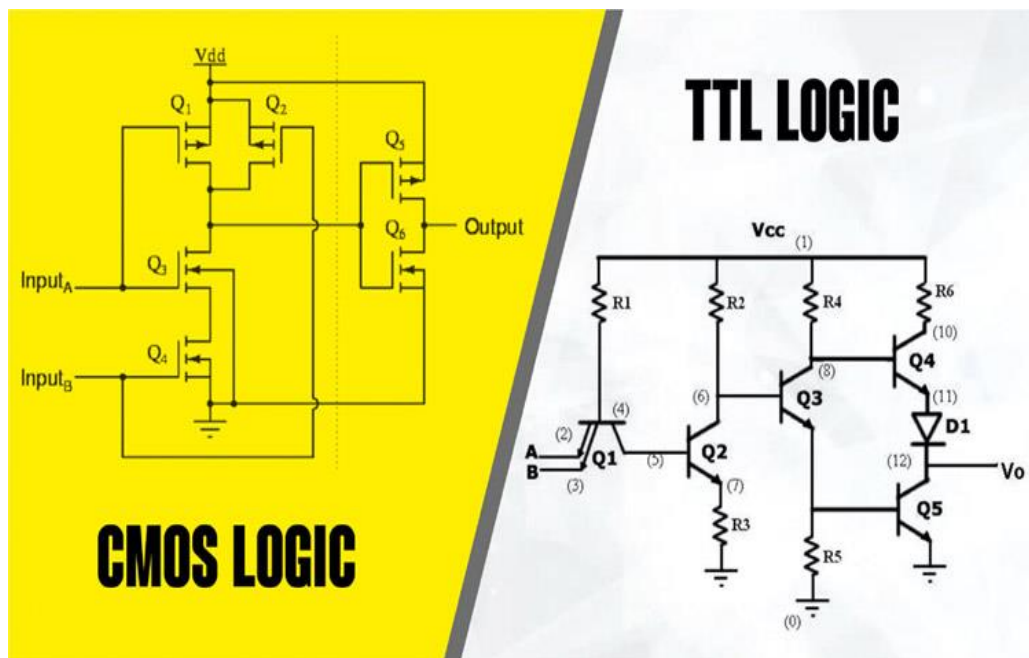 Vdd
Q1
Q2
Q5
Output
Q6
Q3
InputA
Q4
InputB
CMOS LOGIC
TTL LOGIC
Vcc
(1)
R1
R2
R4
R6
(10)
Q4
(8)
(6)
Q3
(11)
(4)
D1
(2)
A
Q1
Q2
(12)
Vo
B
(5)
(3)
(7)
Q5
R3
R5
(0)